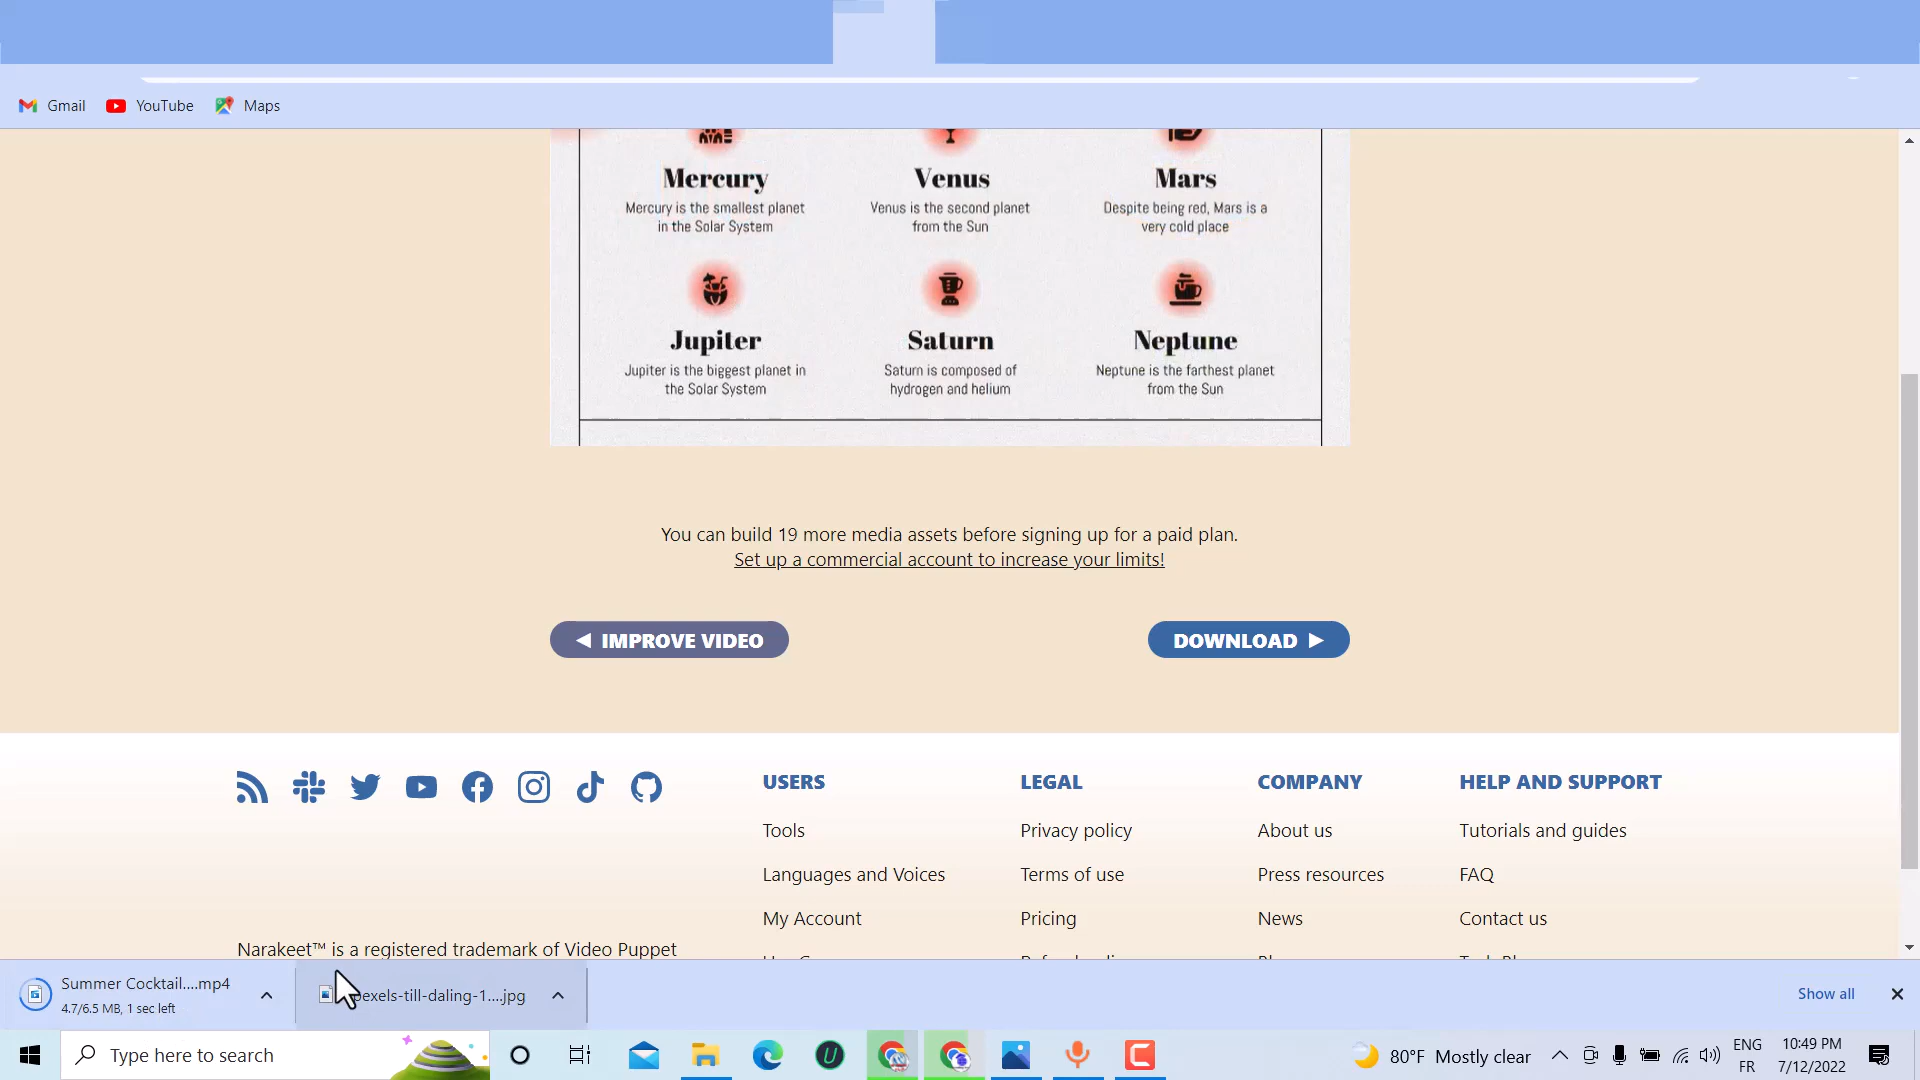 Gmail YouTube Maps
Mercury
Mercury is the smallest planet
in the Solar System
Venus
Venus is the second planet
from the Sun
Mars
Despite being red, Mars is a
very cold place
Jupiter
Jupiter is the biggest planet in
the Solar System
Saturn
Saturn is composed of
hydrogen and helium
Neptune
Neptune is the farthest planet
from the Sun
You can build 19 more media assets before signing up for a paid plan.
Set up a commercial account to increase your limits!
◀ IMPROVE VIDEO
DOWNLOAD ▶
USERS
Tools
Languages and Voices
My Account
LEGAL
Privacy policy
Terms of use
Pricing
COMPANY
About us
Press resources
News
HELP AND SUPPORT
Tutorials and guides
FAQ
Contact us
Narakeet™ is a registered trademark of Video Puppet
Summer Cocktail....mp4
4.7/6.5 MB, 1 sec left
pexels-till-daling-1....jpg
Show all
Type here to search
80°F Mostly clear
ENG
FR
10:49 PM
7/12/2022